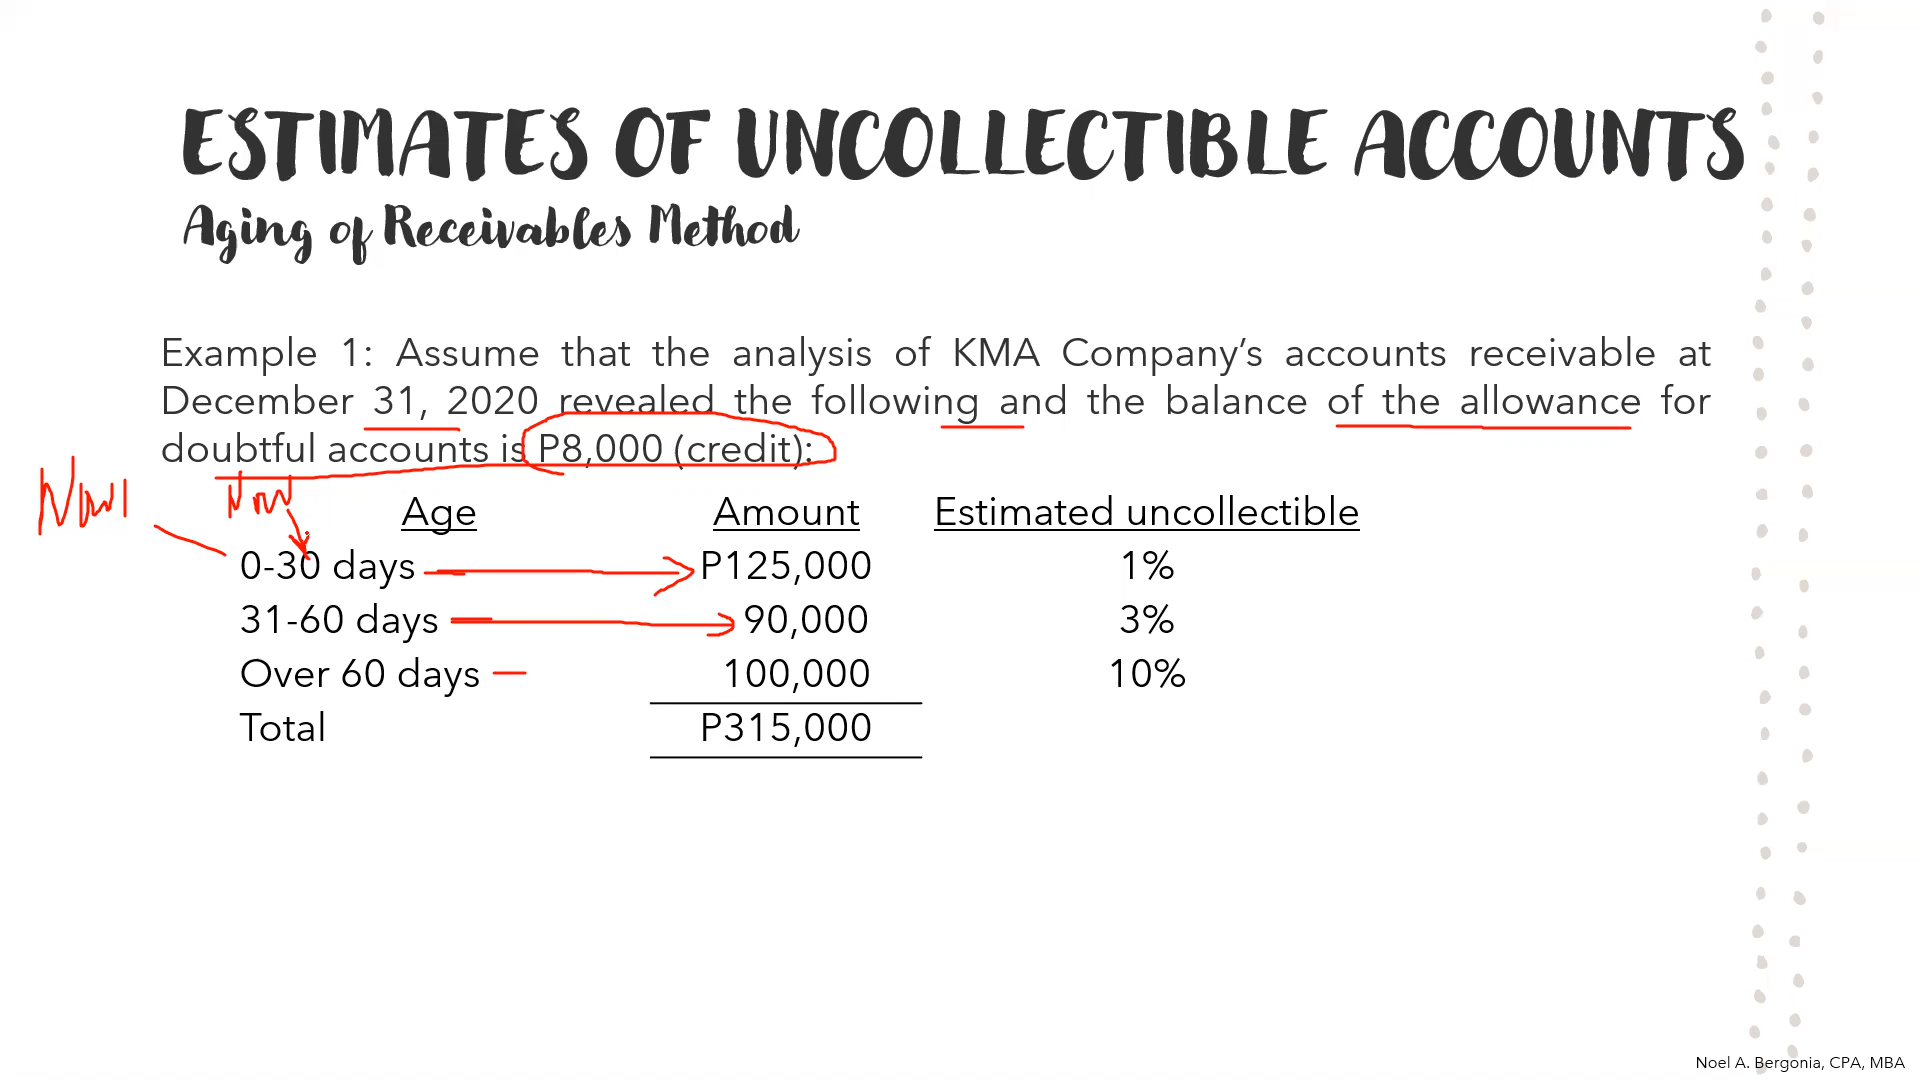 ESTIMATES OF UNCOLLECTIBLE ACCOUNTS
Aging of Receivables Method
Example 1: Assume that the analysis of KMA Company’s accounts receivable at
December 31, 2020 revealed the following and the balance of the allowance for
doubtful accounts is P8,000 (credit):
Age Amount Estimated uncollectible
0-30 days P125,000 1%
31-60 days 90,000 3%
Over 60 days 100,000 10%
Total P315,000
Noel A. Bergonia, CPA, MBA